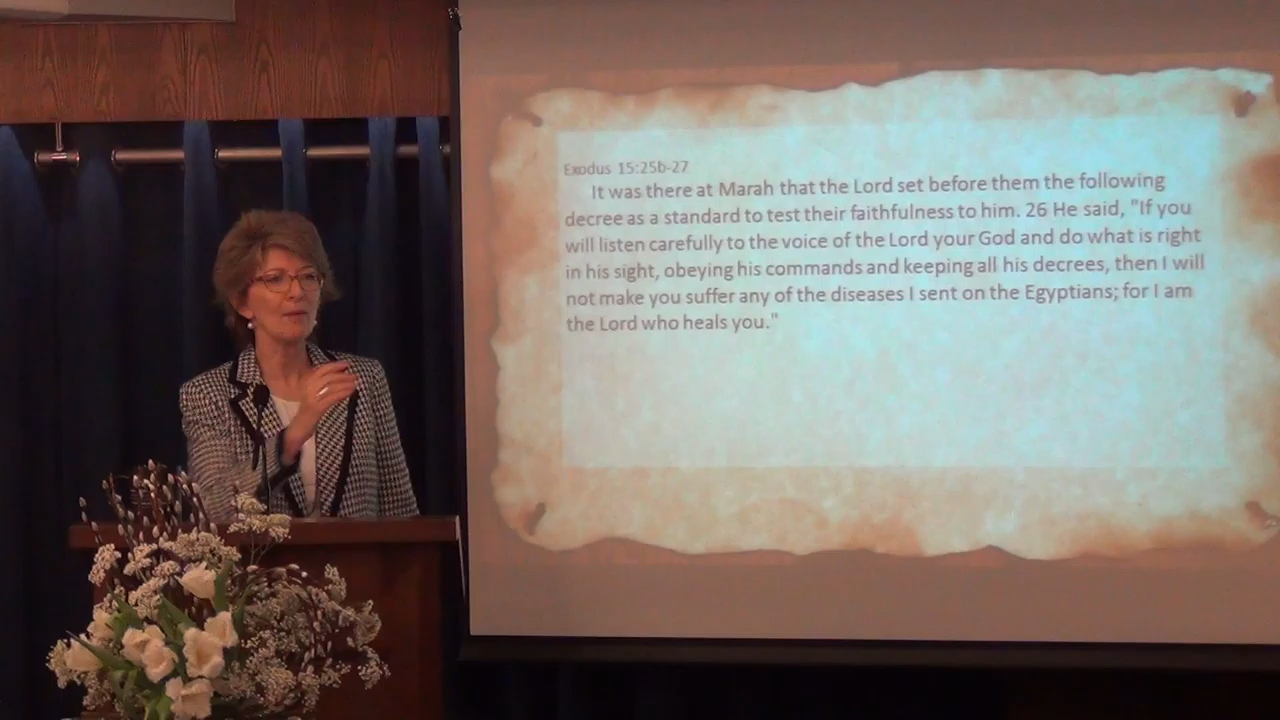 Exodus 15:25b-27
It was there at Marah that the Lord set before them the following
decree as a standard to test their faithfulness to him. 26 He said, "If you
will listen carefully to the voice of the Lord your God and do what is right
in his sight, obeying his commands and keeping all his decrees, then I will
not make you suffer any of the diseases I sent on the Egyptians; for I am
the Lord who heals you."